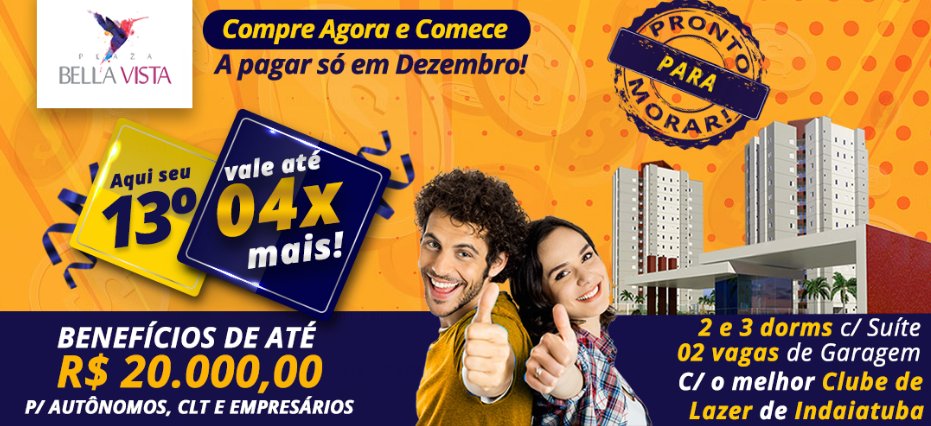 PLAZA
BELLA VISTA
Compre Agora e Comece
A pagar só em Dezembro!
PRONTO
PARA
MORAR!
Aqui seu
13º
vale até
04x
mais!
BENEFÍCIOS DE ATÉ
R$ 20.000,00
P/ AUTÔNOMOS, CLT E EMPRESÁRIOS
2 e 3 dorms c/ Suíte
02 vagas de Garagem
C/ o melhor Clube de
Lazer de Indaiatuba